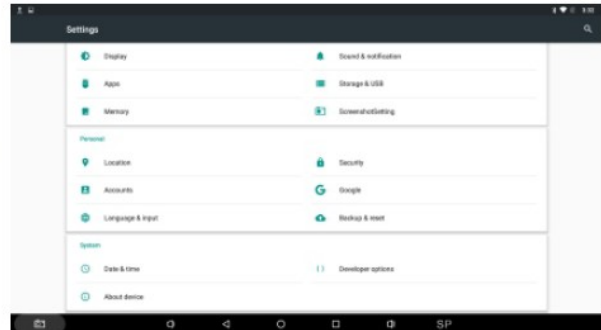 Settings
Display
Sound & notification
Apps
Storage & USB
Memory
ScreenshotSetting
Personal
Location
Security
Accounts
Google
Language & input
Backup & reset
System
Date & time
Developer options
About device
SP